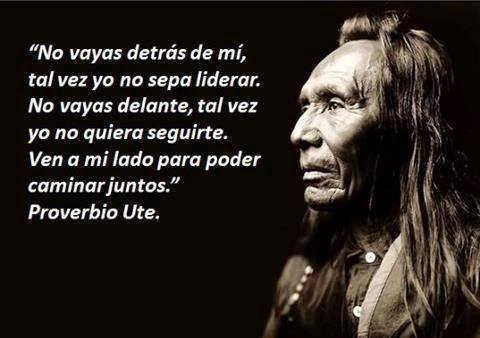 “No vayas detrás de mí,
tal vez yo no sepa liderar.
No vayas delante, tal vez
yo no quiera seguirte.
Ven a mi lado para poder
caminar juntos.”
Proverbio Ute.